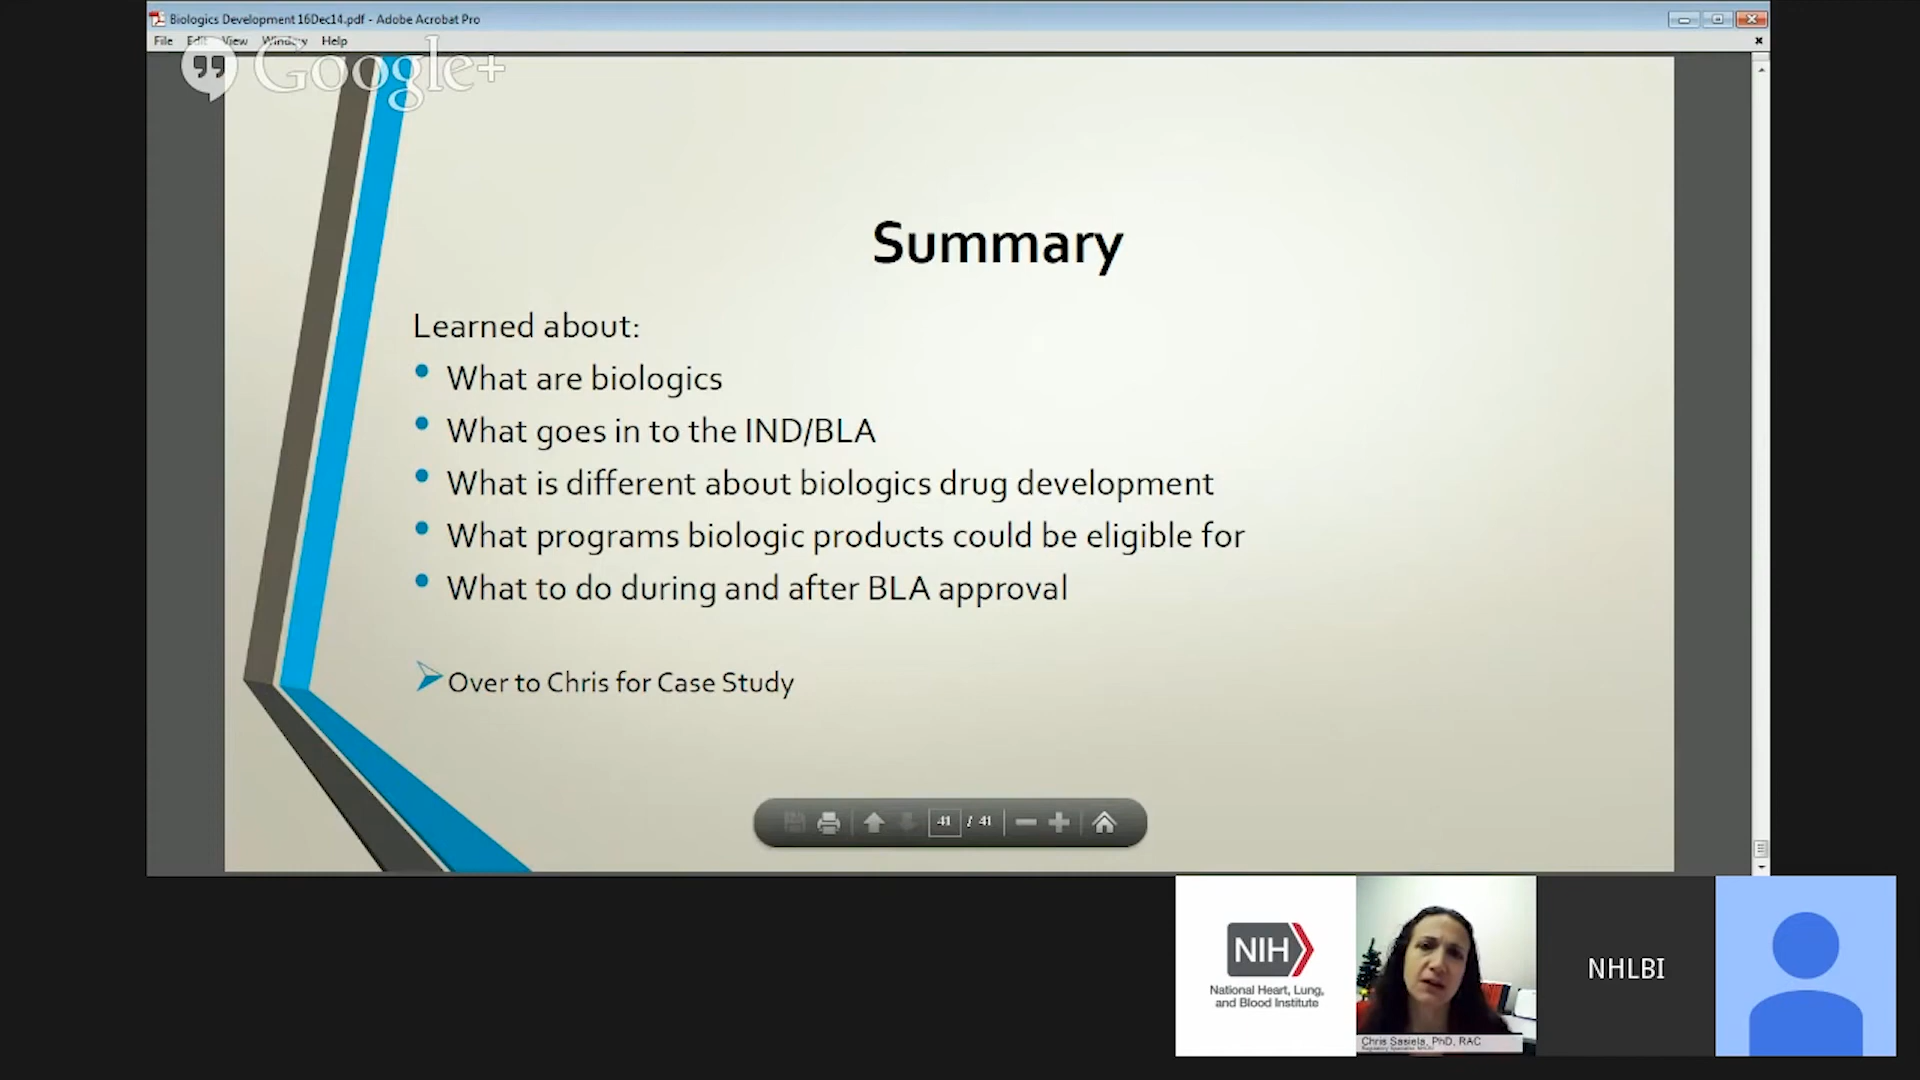 Biologics Development 16Dec14.pdf - Adobe Acrobat Pro
File Edit View Window Help
Google+
Summary
Learned about:
• What are biologics
• What goes in to the IND/BLA
• What is different about biologics drug development
• What programs biologic products could be eligible for
• What to do during and after BLA approval
Over to Chris for Case Study
41 / 41
NIH
National Heart, Lung,
and Blood Institute
Chris Sasiela, PhD, RAC
NHLBI